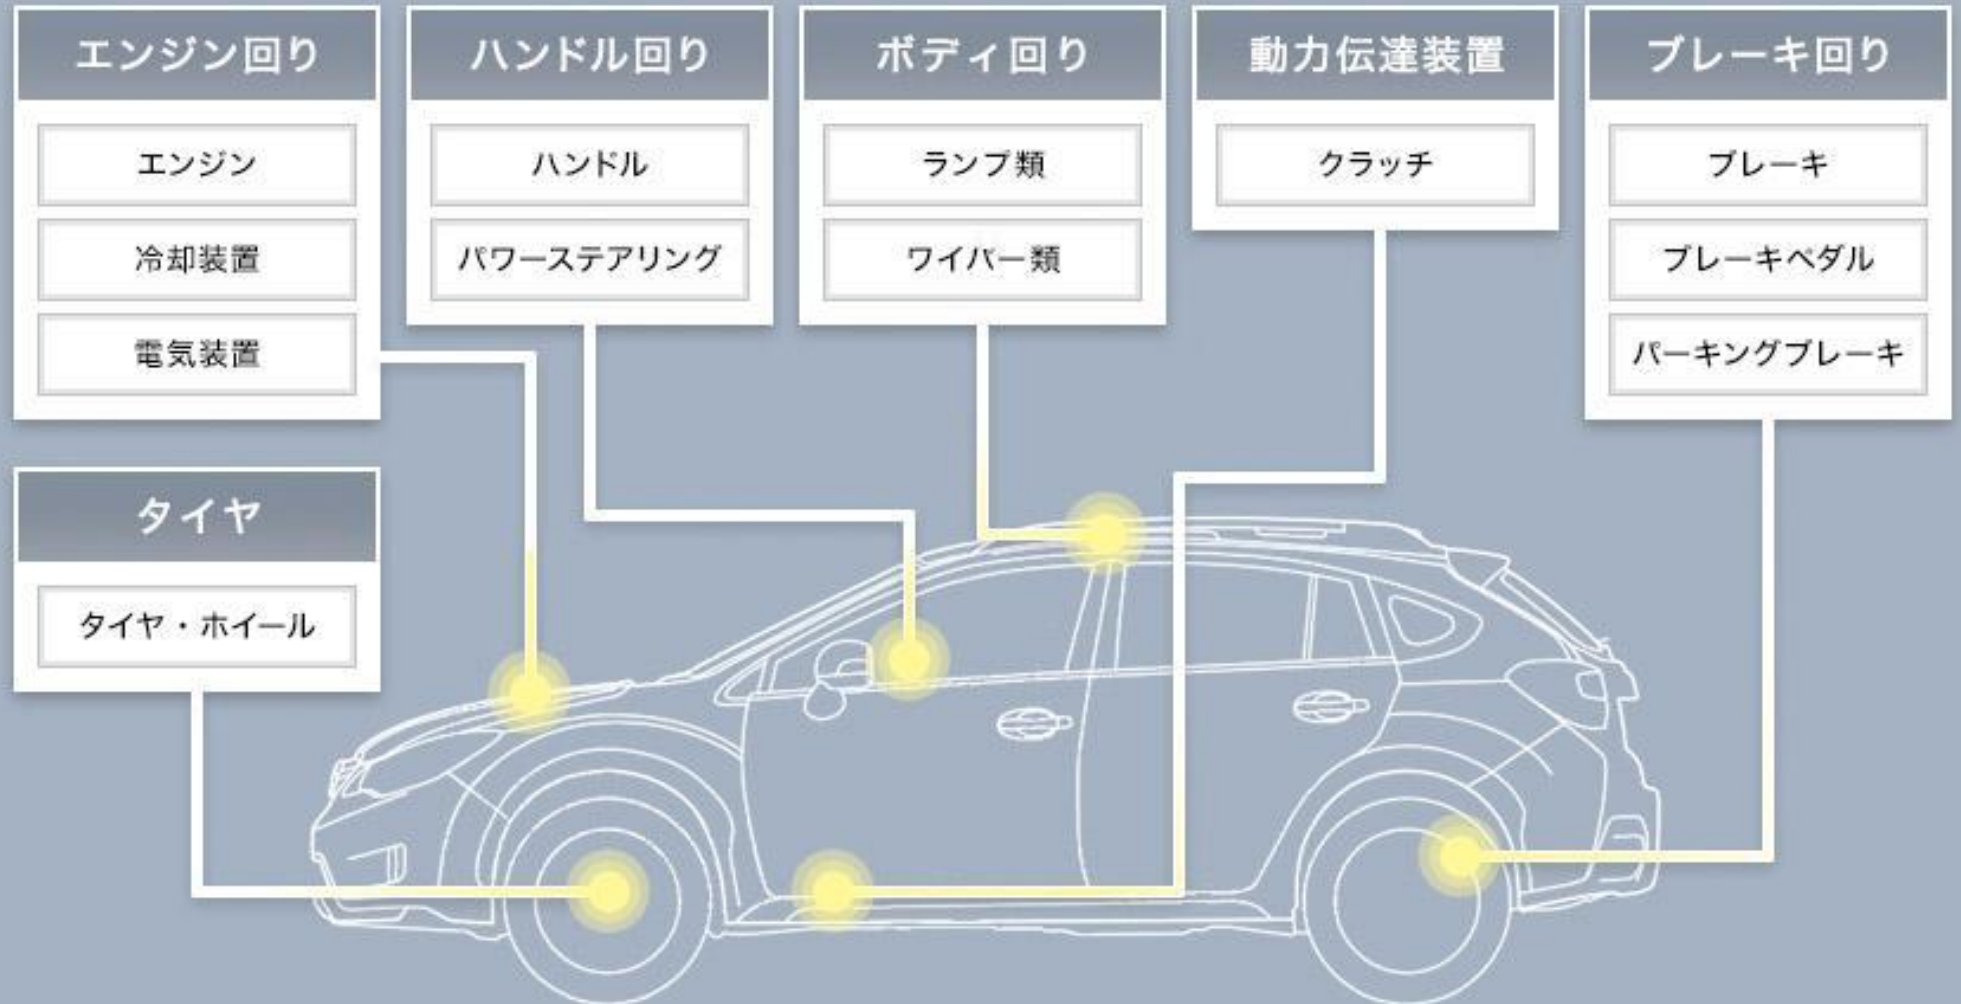 エンジン回り
エンジン
冷却装置
電気装置
ハンドル回り
ハンドル
パワーステアリング
ボディ回り
ランプ類
ワイパー類
動力伝達装置
クラッチ
ブレーキ回り
ブレーキ
ブレーキペダル
パーキングブレーキ
タイヤ
タイヤ・ホイール